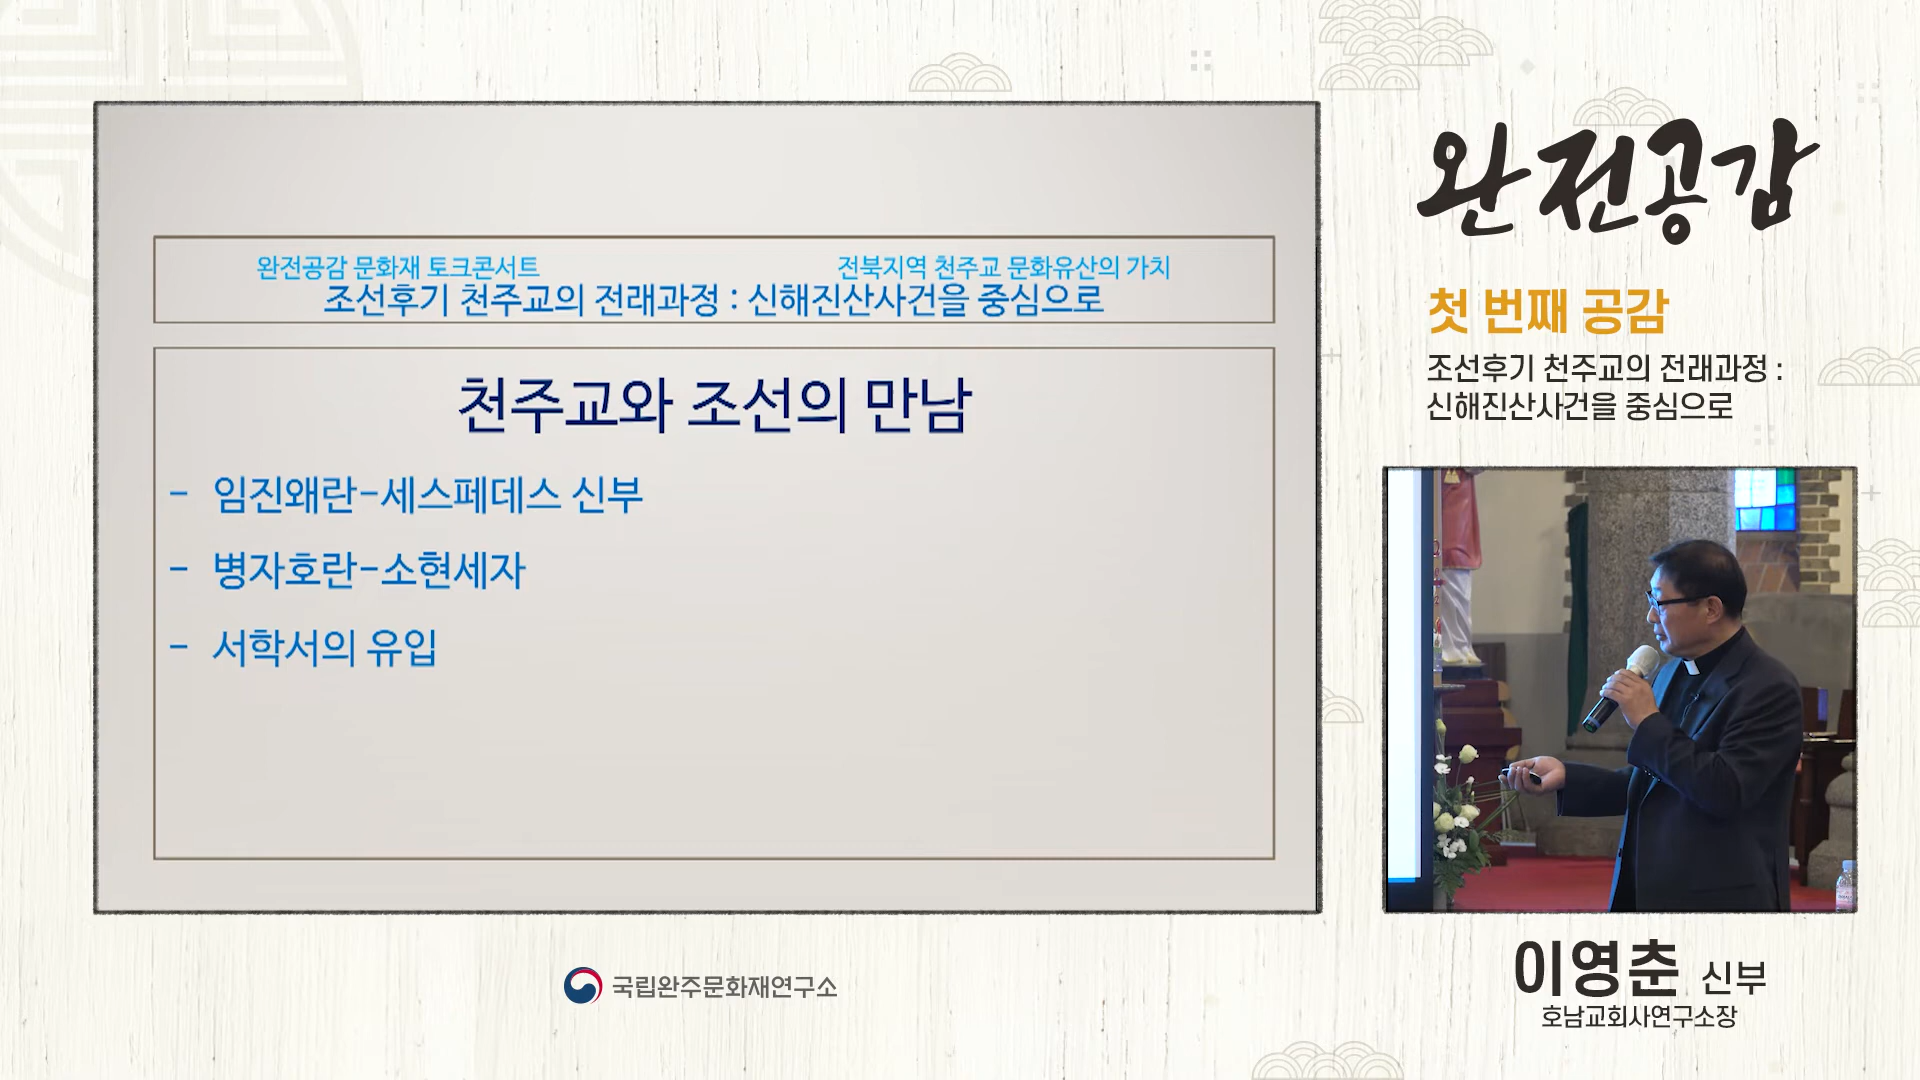 완전공감 문화재 토크콘서트 전북지역 천주교 문화유산의 가치
조선후기 천주교의 전래과정 : 신해진산사건을 중심으로
천주교와 조선의 만남
- 임진왜란-세스페데스 신부
- 병자호란-소현세자
- 서학서의 유입
국립완주문화재연구소
완전공감
첫 번째 공감
조선후기 천주교의 전래과정 :
신해진산사건을 중심으로
이영춘 신부
호남교회사연구소장